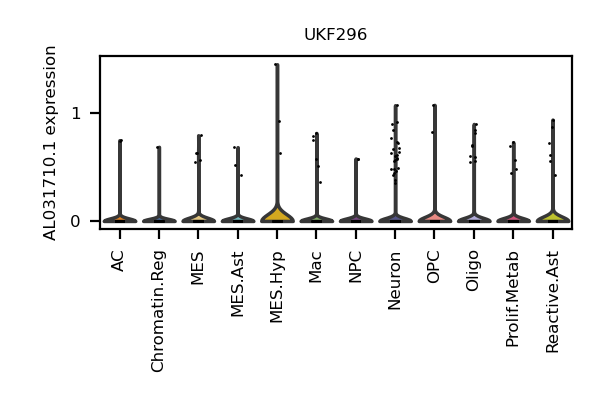 UKF296
AL031710.1 expression
1
0
AC
Chromatin.Reg
MES
MES.Ast
MES.Hyp
Mac
NPC
Neuron
OPC
Oligo
Prolif.Metab
Reactive.Ast